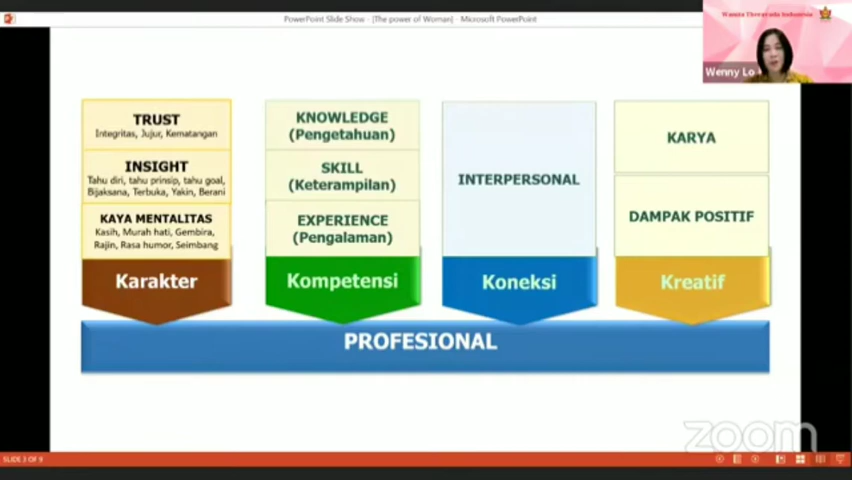 PowerPoint Slide Show - [The power of Woman] - Microsoft PowerPoint
Wanita Theravada Indonesia
Wenny Lo
TRUST
Integritas, Jujur, Kematangan
INSIGHT
Tahu diri, tahu prinsip, tahu goal,
Bijaksana, Terbuka, Yakin, Berani
KAYA MENTALITAS
Kasih, Murah hati, Gembira,
Rajin, Rasa humor, Seimbang
Karakter
KNOWLEDGE
(Pengetahuan)
SKILL
(Keterampilan)
EXPERIENCE
(Pengalaman)
Kompetensi
INTERPERSONAL
Koneksi
KARYA
DAMPAK POSITIF
Kreatif
PROFESIONAL
zoom
SLIDE 3 OF 9